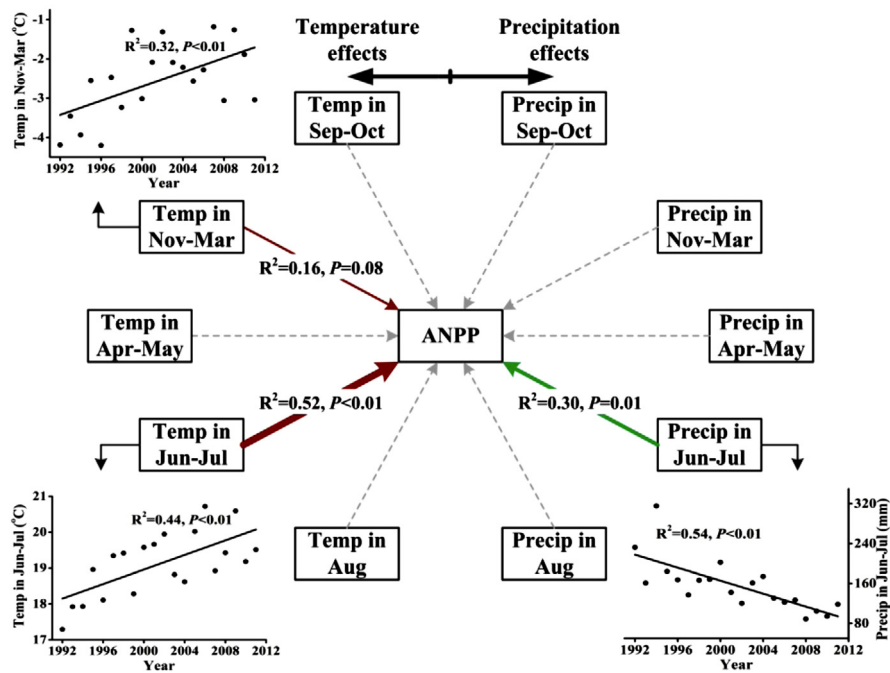 Temperature effects
Precipitation effects
Temp in Nov-Mar (°C)
-1
-2
-3
-4
R²=0.32, P<0.01
1992 1996 2000 2004 2008 2012
Year
Temp in
Sep-Oct
Precip in
Sep-Oct
Temp in
Nov-Mar
Precip in
Nov-Mar
R²=0.16, P=0.08
Temp in
Apr-May
ANPP
Precip in
Apr-May
R²=0.52, P<0.01
R²=0.30, P=0.01
Temp in
Jun-Jul
Precip in
Jun-Jul
Temp in Jun-Jul (°C)
21
20
19
18
17
R²=0.44, P<0.01
1992 1996 2000 2004 2008 2012
Year
Temp in
Aug
Precip in
Aug
R²=0.54, P<0.01
320
240
160
80
Precip in Jun-Jul (mm)
1992 1996 2000 2004 2008 2012
Year